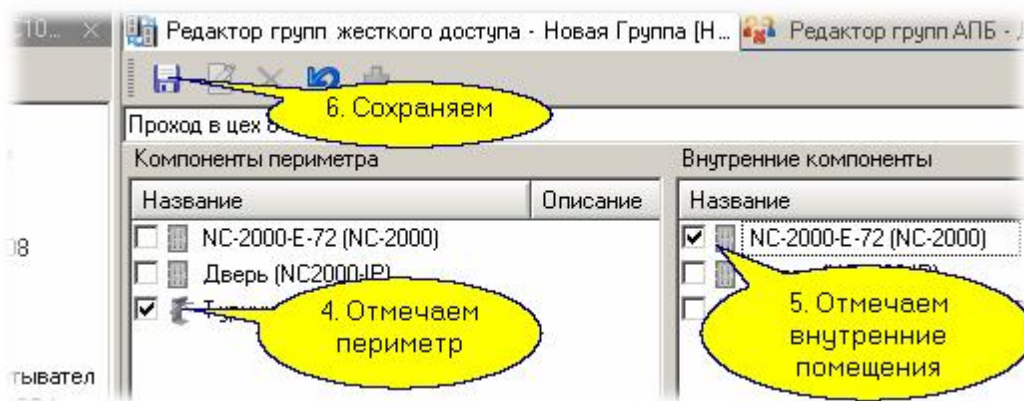 Редактор групп жесткого доступа - Новая Группа [Н...
Редактор групп АПБ -
6. Сохраняем
Проход в цех
Компоненты периметра
Внутренние компоненты
Название
Описание
Название
NC-2000-E-72 (NC-2000)
NC-2000-E-72 (NC-2000)
Дверь (NC2000-IP)
4. Отмечаем
периметр
5. Отмечаем
внутренние
помещения